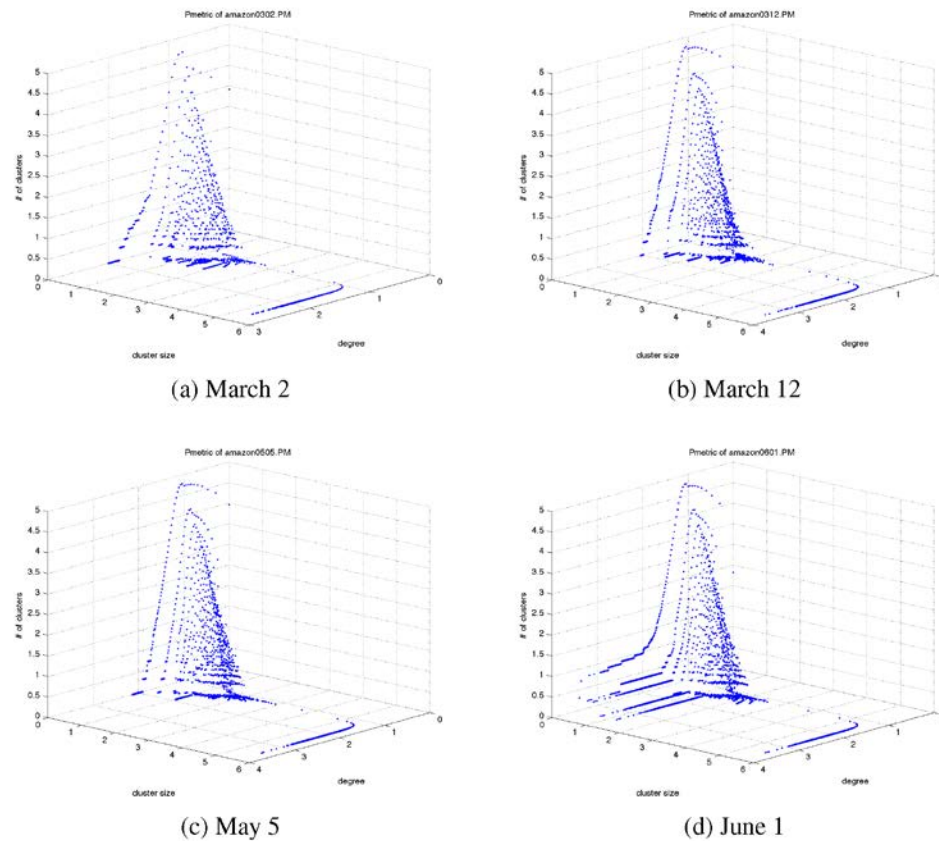 Pmetric of amazon0302.PM
5
4.5
4
3.5
3
2.5
2
1.5
1
0.5
0
# of clusters
0 1 2 3 4 5 6
cluster size
3 2 1 0
degree
(a) March 2
Pmetric of amazon0312.PM
5
4.5
4
3.5
3
2.5
2
1.5
1
0.5
0
# of clusters
0 1 2 3 4 5 6
cluster size
4 3 2 1
degree
(b) March 12
Pmetric of amazon0505.PM
5
4.5
4
3.5
3
2.5
2
1.5
1
0.5
0
# of clusters
0 1 2 3 4 5 6
cluster size
4 3 2 1 0
degree
(c) May 5
Pmetric of amazon0601.PM
5
4.5
4
3.5
3
2.5
2
1.5
1
0.5
0
# of clusters
0 1 2 3 4 5 6
cluster size
4 3 2 1
degree
(d) June 1